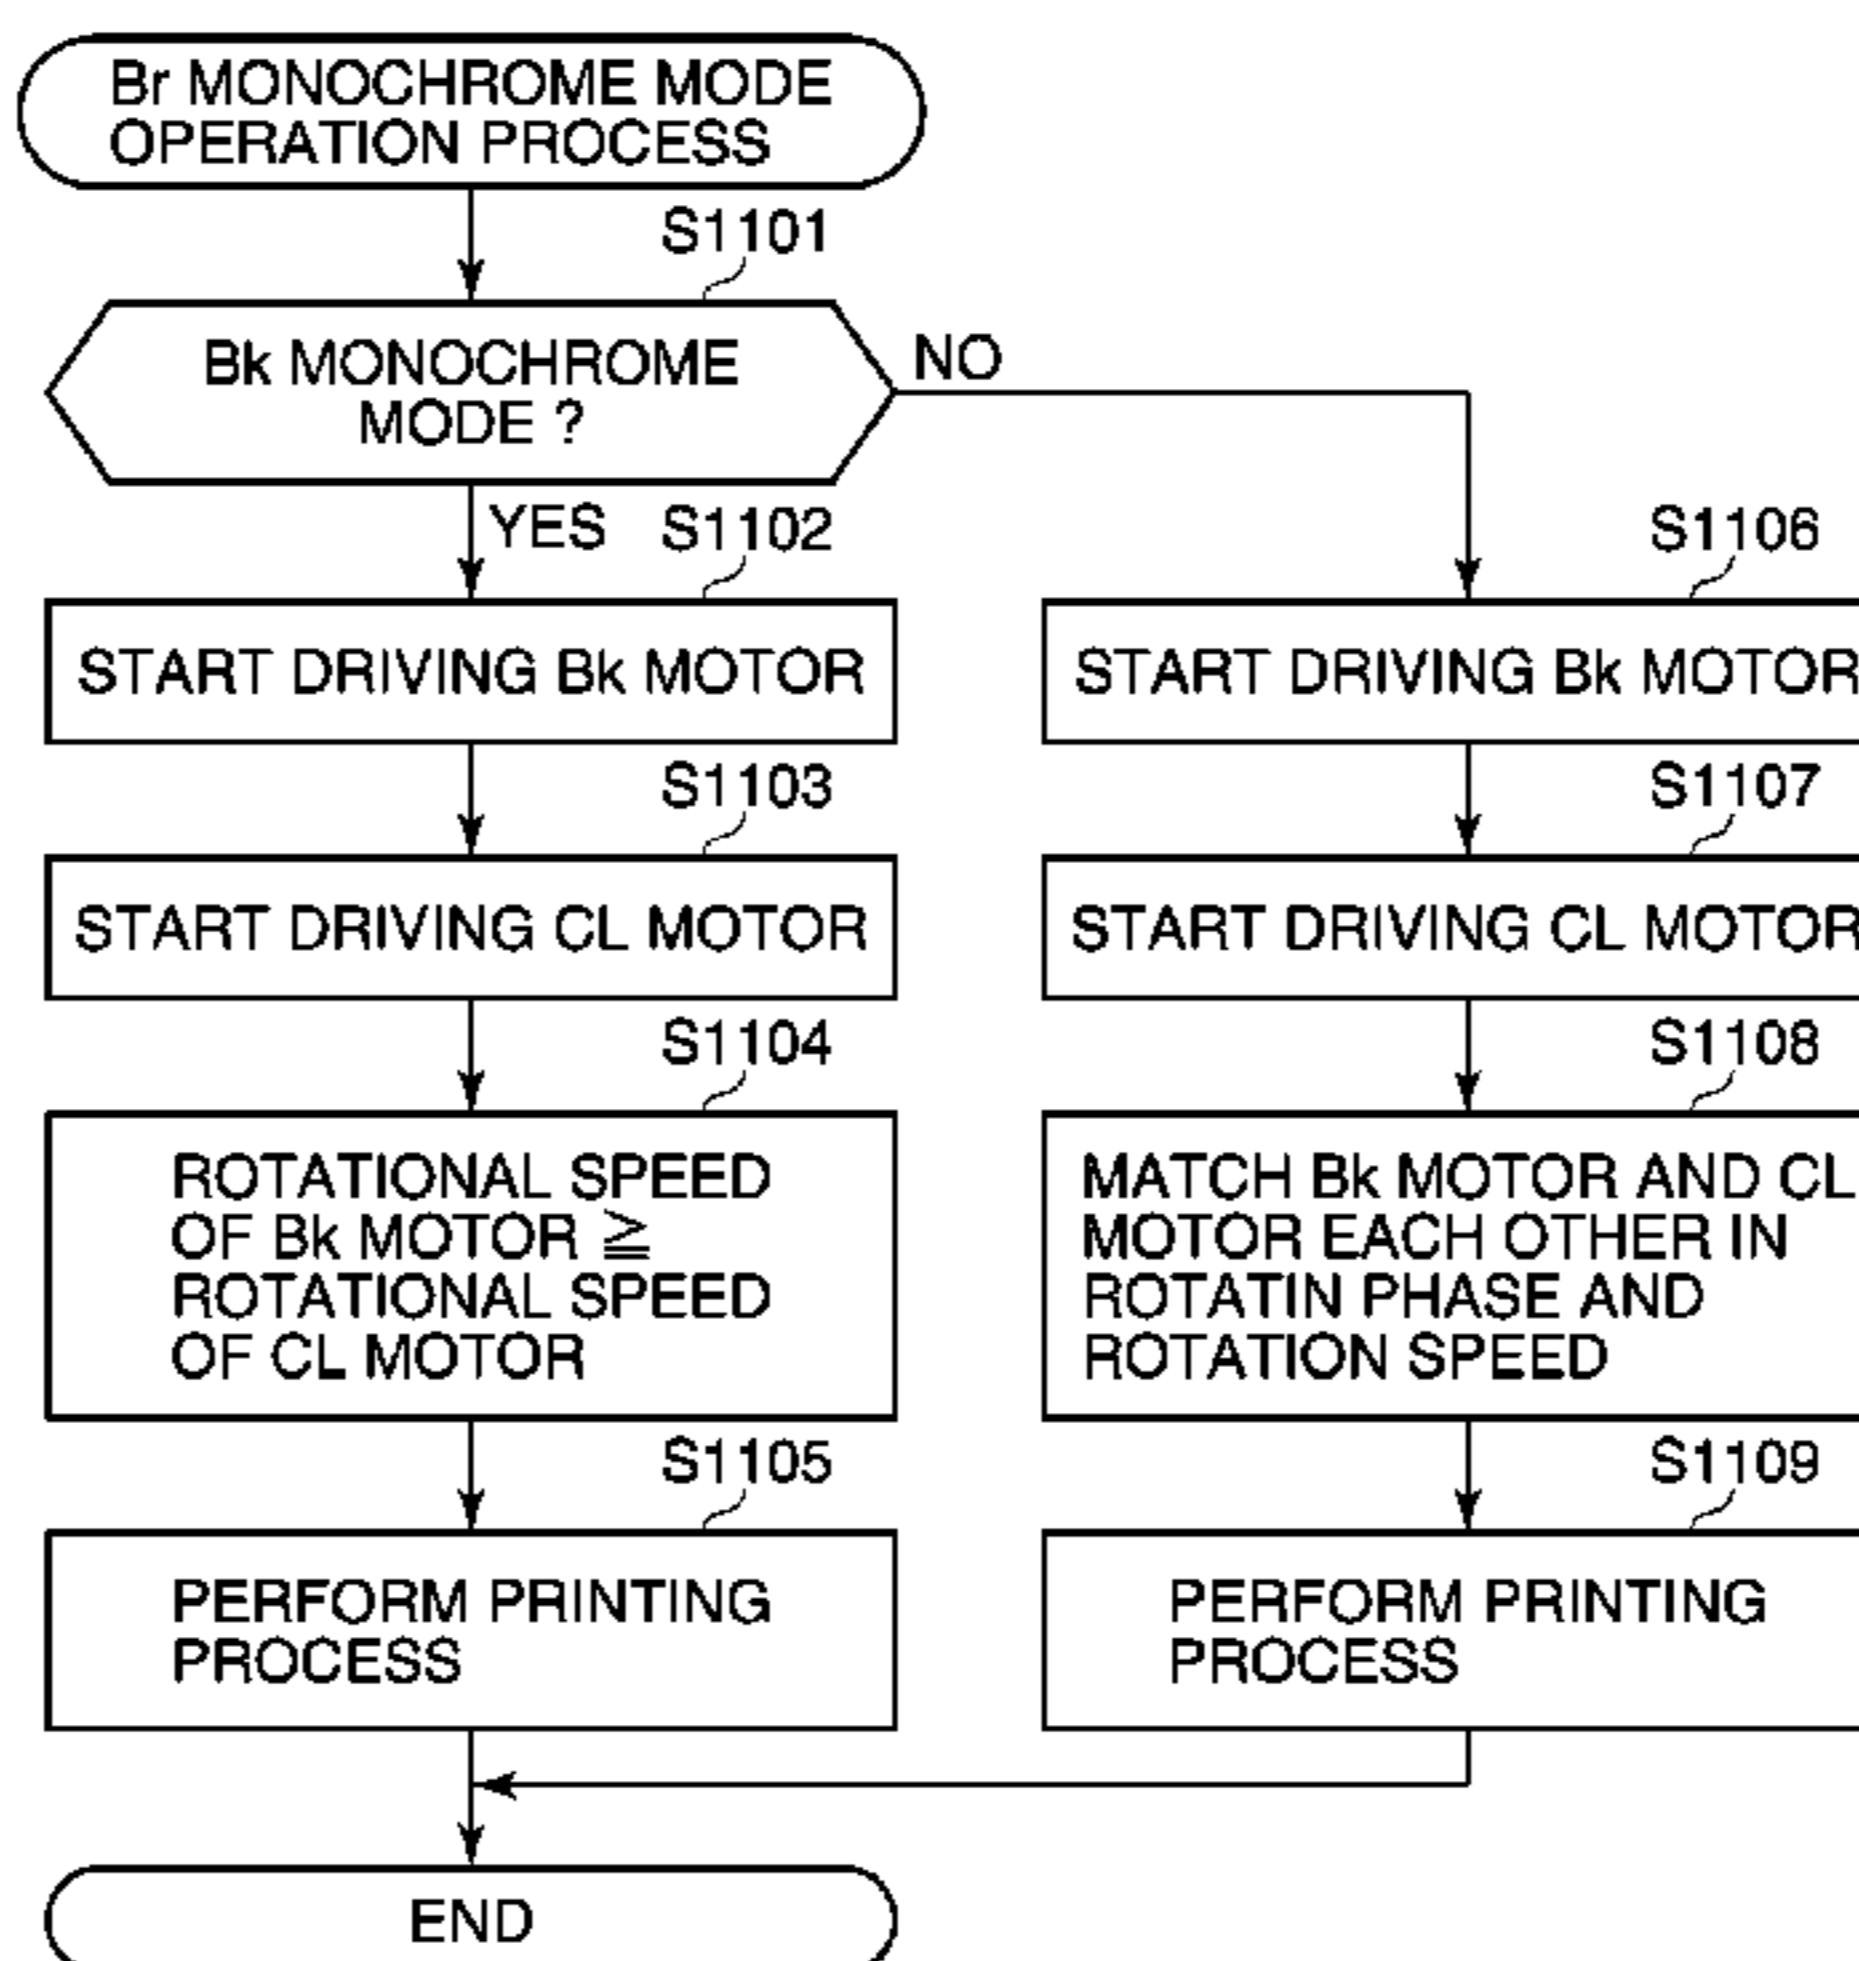 Br MONOCHROME MODE
OPERATION PROCESS
S1101
Bk MONOCHROME
MODE ?
NO
YES
S1102
START DRIVING Bk MOTOR
S1103
START DRIVING CL MOTOR
S1104
ROTATIONAL SPEED
OF Bk MOTOR ≧
ROTATIONAL SPEED
OF CL MOTOR
S1105
PERFORM PRINTING
PROCESS
S1106
START DRIVING Bk MOTOR
S1107
START DRIVING CL MOTOR
S1108
MATCH Bk MOTOR AND CL
MOTOR EACH OTHER IN
ROTATIN PHASE AND
ROTATION SPEED
S1109
PERFORM PRINTING
PROCESS
END